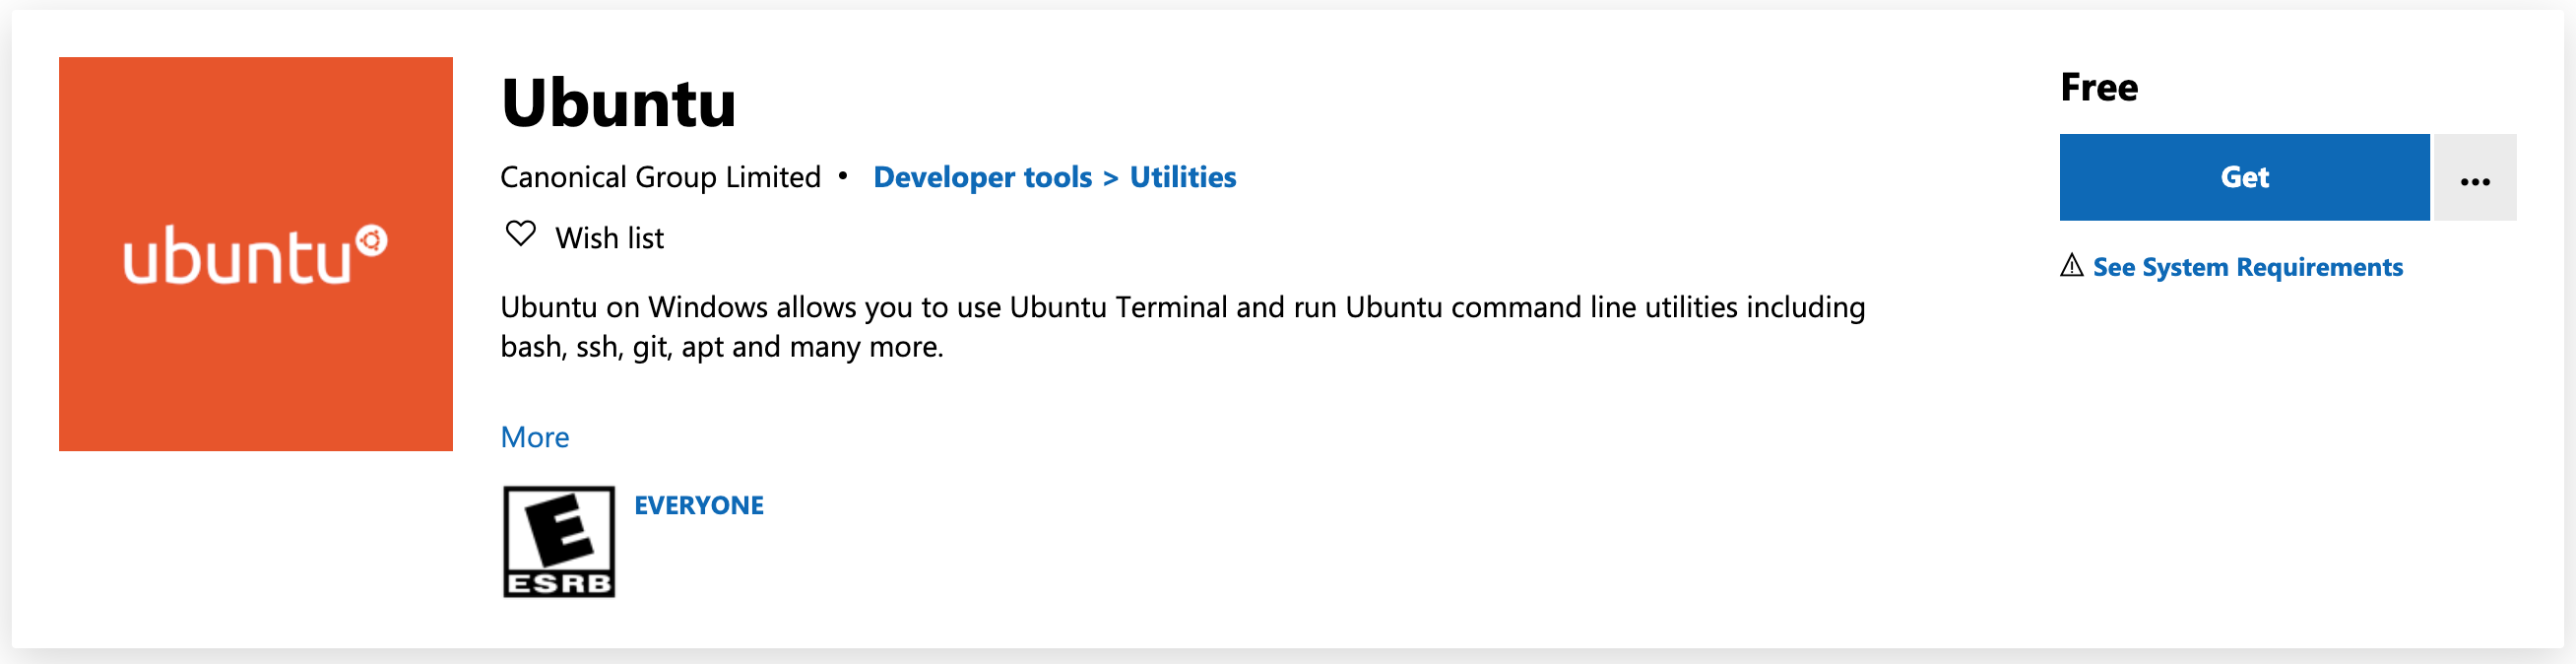 ubuntu
Ubuntu
Canonical Group Limited • Developer tools > Utilities
Wish list
Ubuntu on Windows allows you to use Ubuntu Terminal and run Ubuntu command line utilities including
bash, ssh, git, apt and many more.
More
E
ESRB
EVERYONE
Free
Get
...
See System Requirements